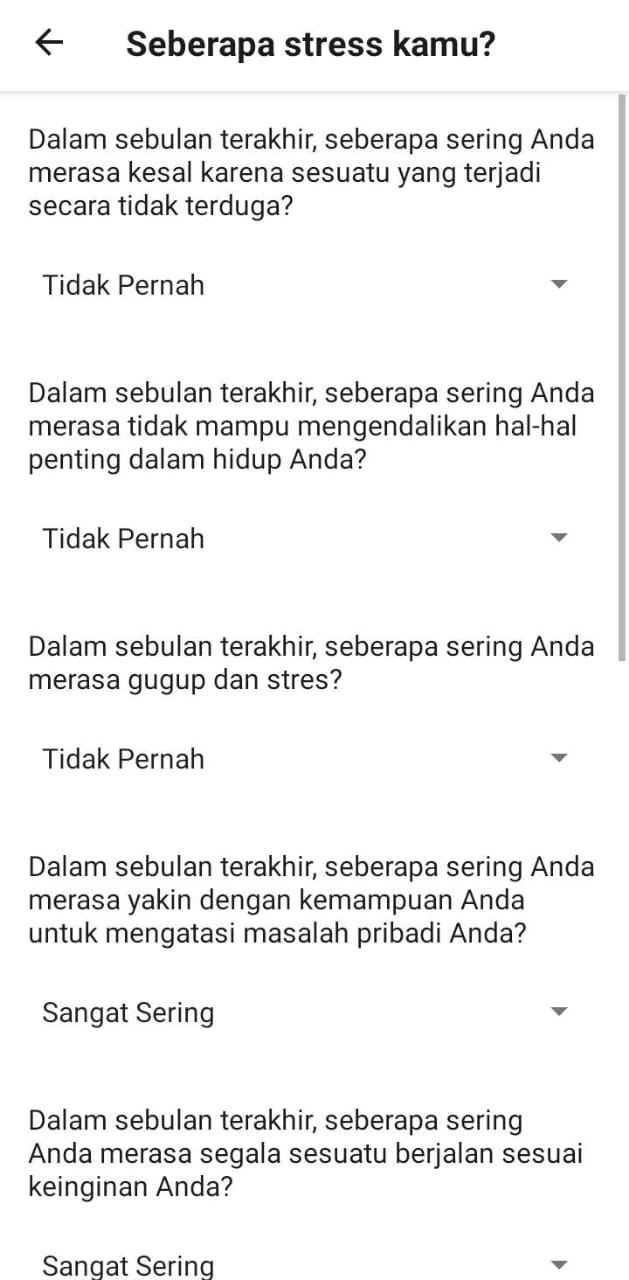 Seberapa stress kamu?
Dalam sebulan terakhir, seberapa sering Anda
merasa kesal karena sesuatu yang terjadi
secara tidak terduga?
Tidak Pernah
Dalam sebulan terakhir, seberapa sering Anda
merasa tidak mampu mengendalikan hal-hal
penting dalam hidup Anda?
Tidak Pernah
Dalam sebulan terakhir, seberapa sering Anda
merasa gugup dan stres?
Tidak Pernah
Dalam sebulan terakhir, seberapa sering Anda
merasa yakin dengan kemampuan Anda
untuk mengatasi masalah pribadi Anda?
Sangat Sering
Dalam sebulan terakhir, seberapa sering
Anda merasa segala sesuatu berjalan sesuai
keinginan Anda?
Sangat Sering